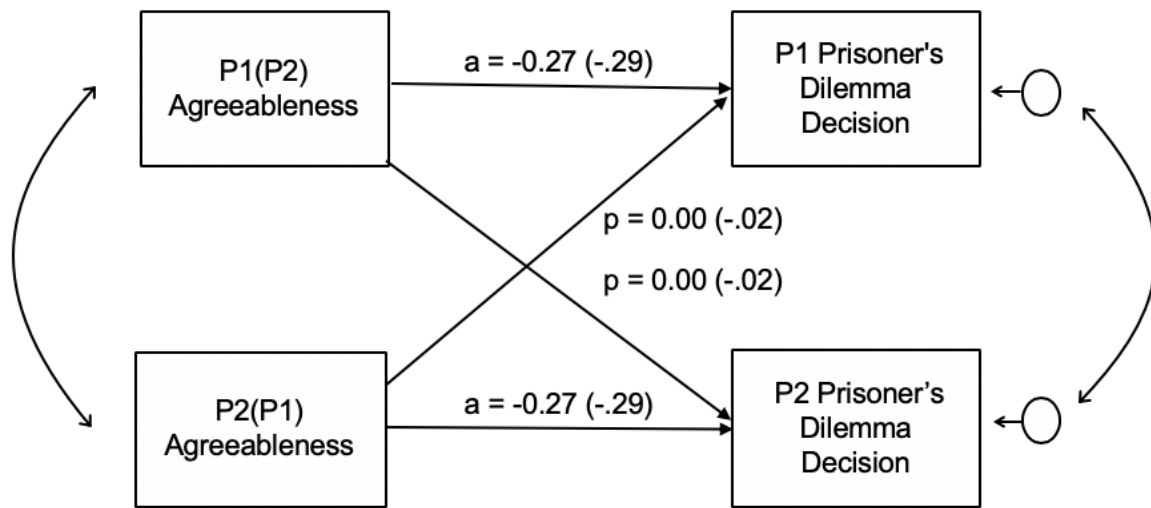 P1(P2)
Agreeableness
a = -0.27 (-.29)
P1 Prisoner's
Dilemma
Decision
p = 0.00 (-.02)
p = 0.00 (-.02)
P2(P1)
Agreeableness
a = -0.27 (-.29)
P2 Prisoner’s
Dilemma
Decision